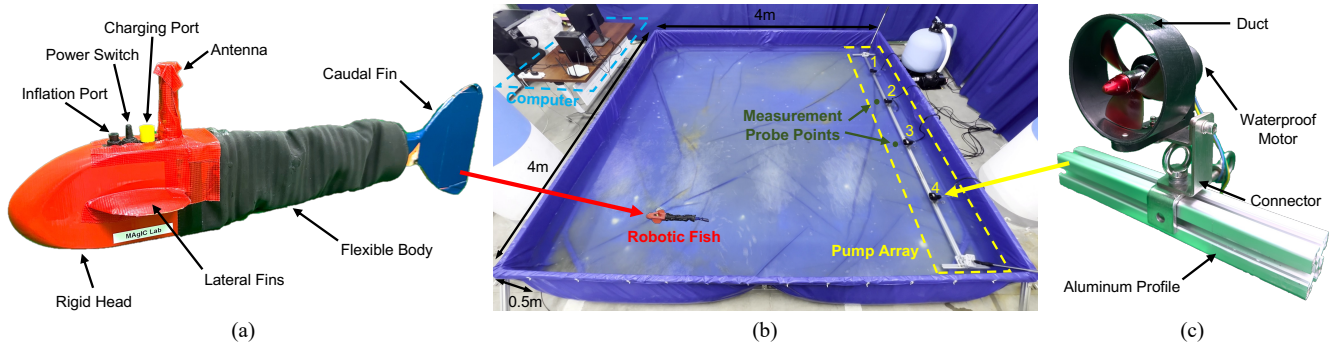 Charging Port
Power Switch
Antenna
Inflation Port
Caudal Fin
MAgIC Lab
Flexible Body
Lateral Fins
Rigid Head
(a)
4m
Computer
1
2
Measurement
Probe Points
3
4m
4
Robotic Fish
Pump Array
0.5m
(b)
Duct
Waterproof
Motor
Connector
Aluminum Profile
(c)